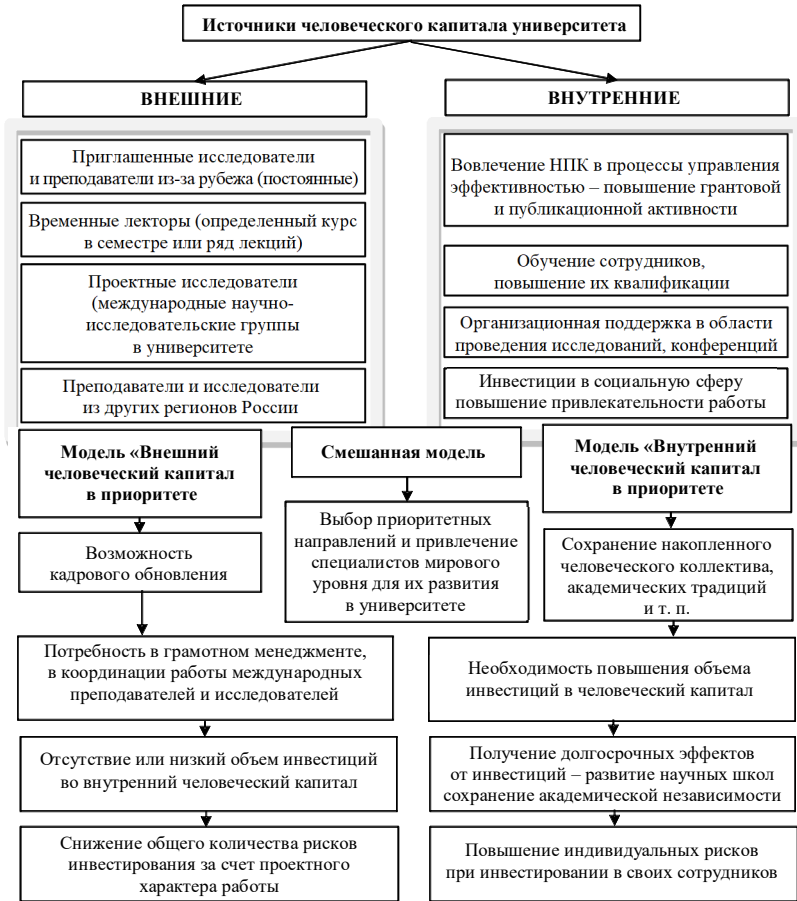 Источники человеческого капитала университета
ВНЕШНИЕ
Приглашенные исследователи
и преподаватели из-за рубежа (постоянные)
Временные лекторы (определенный курс
в семестре или ряд лекций)
Проектные исследователи
(международные научно-
исследовательские группы
в университете
Преподаватели и исследователи
из других регионов России
ВНУТРЕННИЕ
Вовлечение НПК в процессы управления
эффективностью – повышение грантовой
и публикационной активности
Обучение сотрудников,
повышение их квалификации
Организационная поддержка в области
проведения исследований, конференций
Инвестиции в социальную сферу
повышение привлекательности работы
Модель «Внешний
человеческий капитал
в приоритете
Возможность
кадрового обновления
Потребность в грамотном менеджменте,
в координации работы международных
преподавателей и исследователей
Отсутствие или низкий объем инвестиций
во внутренний человеческий капитал
Снижение общего количества рисков
инвестирования за счет проектного
характера работы
Смешанная модель
Выбор приоритетных
направлений и привлечение
специалистов мирового
уровня для их развития
в университете
Модель «Внутренний
человеческий капитал
в приоритете
Сохранение накопленного
человеческого коллектива,
академических традиций
и т. п.
Необходимость повышения объема
инвестиций в человеческий капитал
Получение долгосрочных эффектов
от инвестиций – развитие научных школ
сохранение академической независимости
Повышение индивидуальных рисков
при инвестировании в своих сотрудников